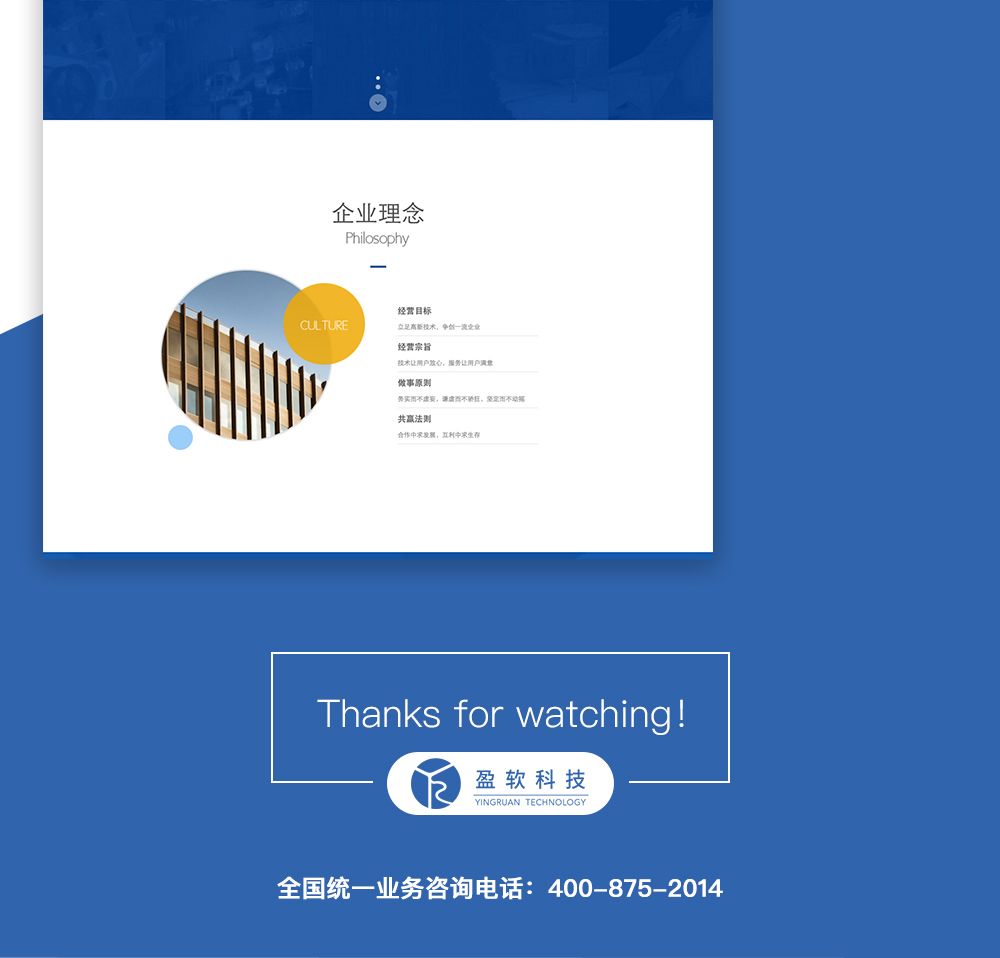 企业理念
Philosophy
CULTURE
经营目标
立足高新技术，争创一流企业
经营宗旨
技术让用户放心，服务让用户满意
做事原则
务实而不虚妄，谦虚而不骄狂，坚定而不动摇
共赢法则
合作中求发展，互利中求生存
Thanks for watching!
盈软科技
YINGRUAN TECHNOLOGY
全国统一业务咨询电话：400-875-2014